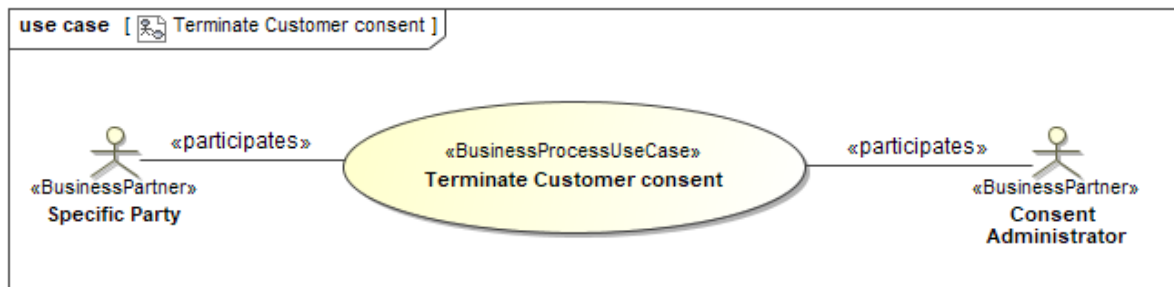 use case [ Terminate Customer consent ]
«participates»
«BusinessPartner»
Specific Party
«BusinessProcessUseCase»
Terminate Customer consent
«participates»
«BusinessPartner»
Consent
Administrator